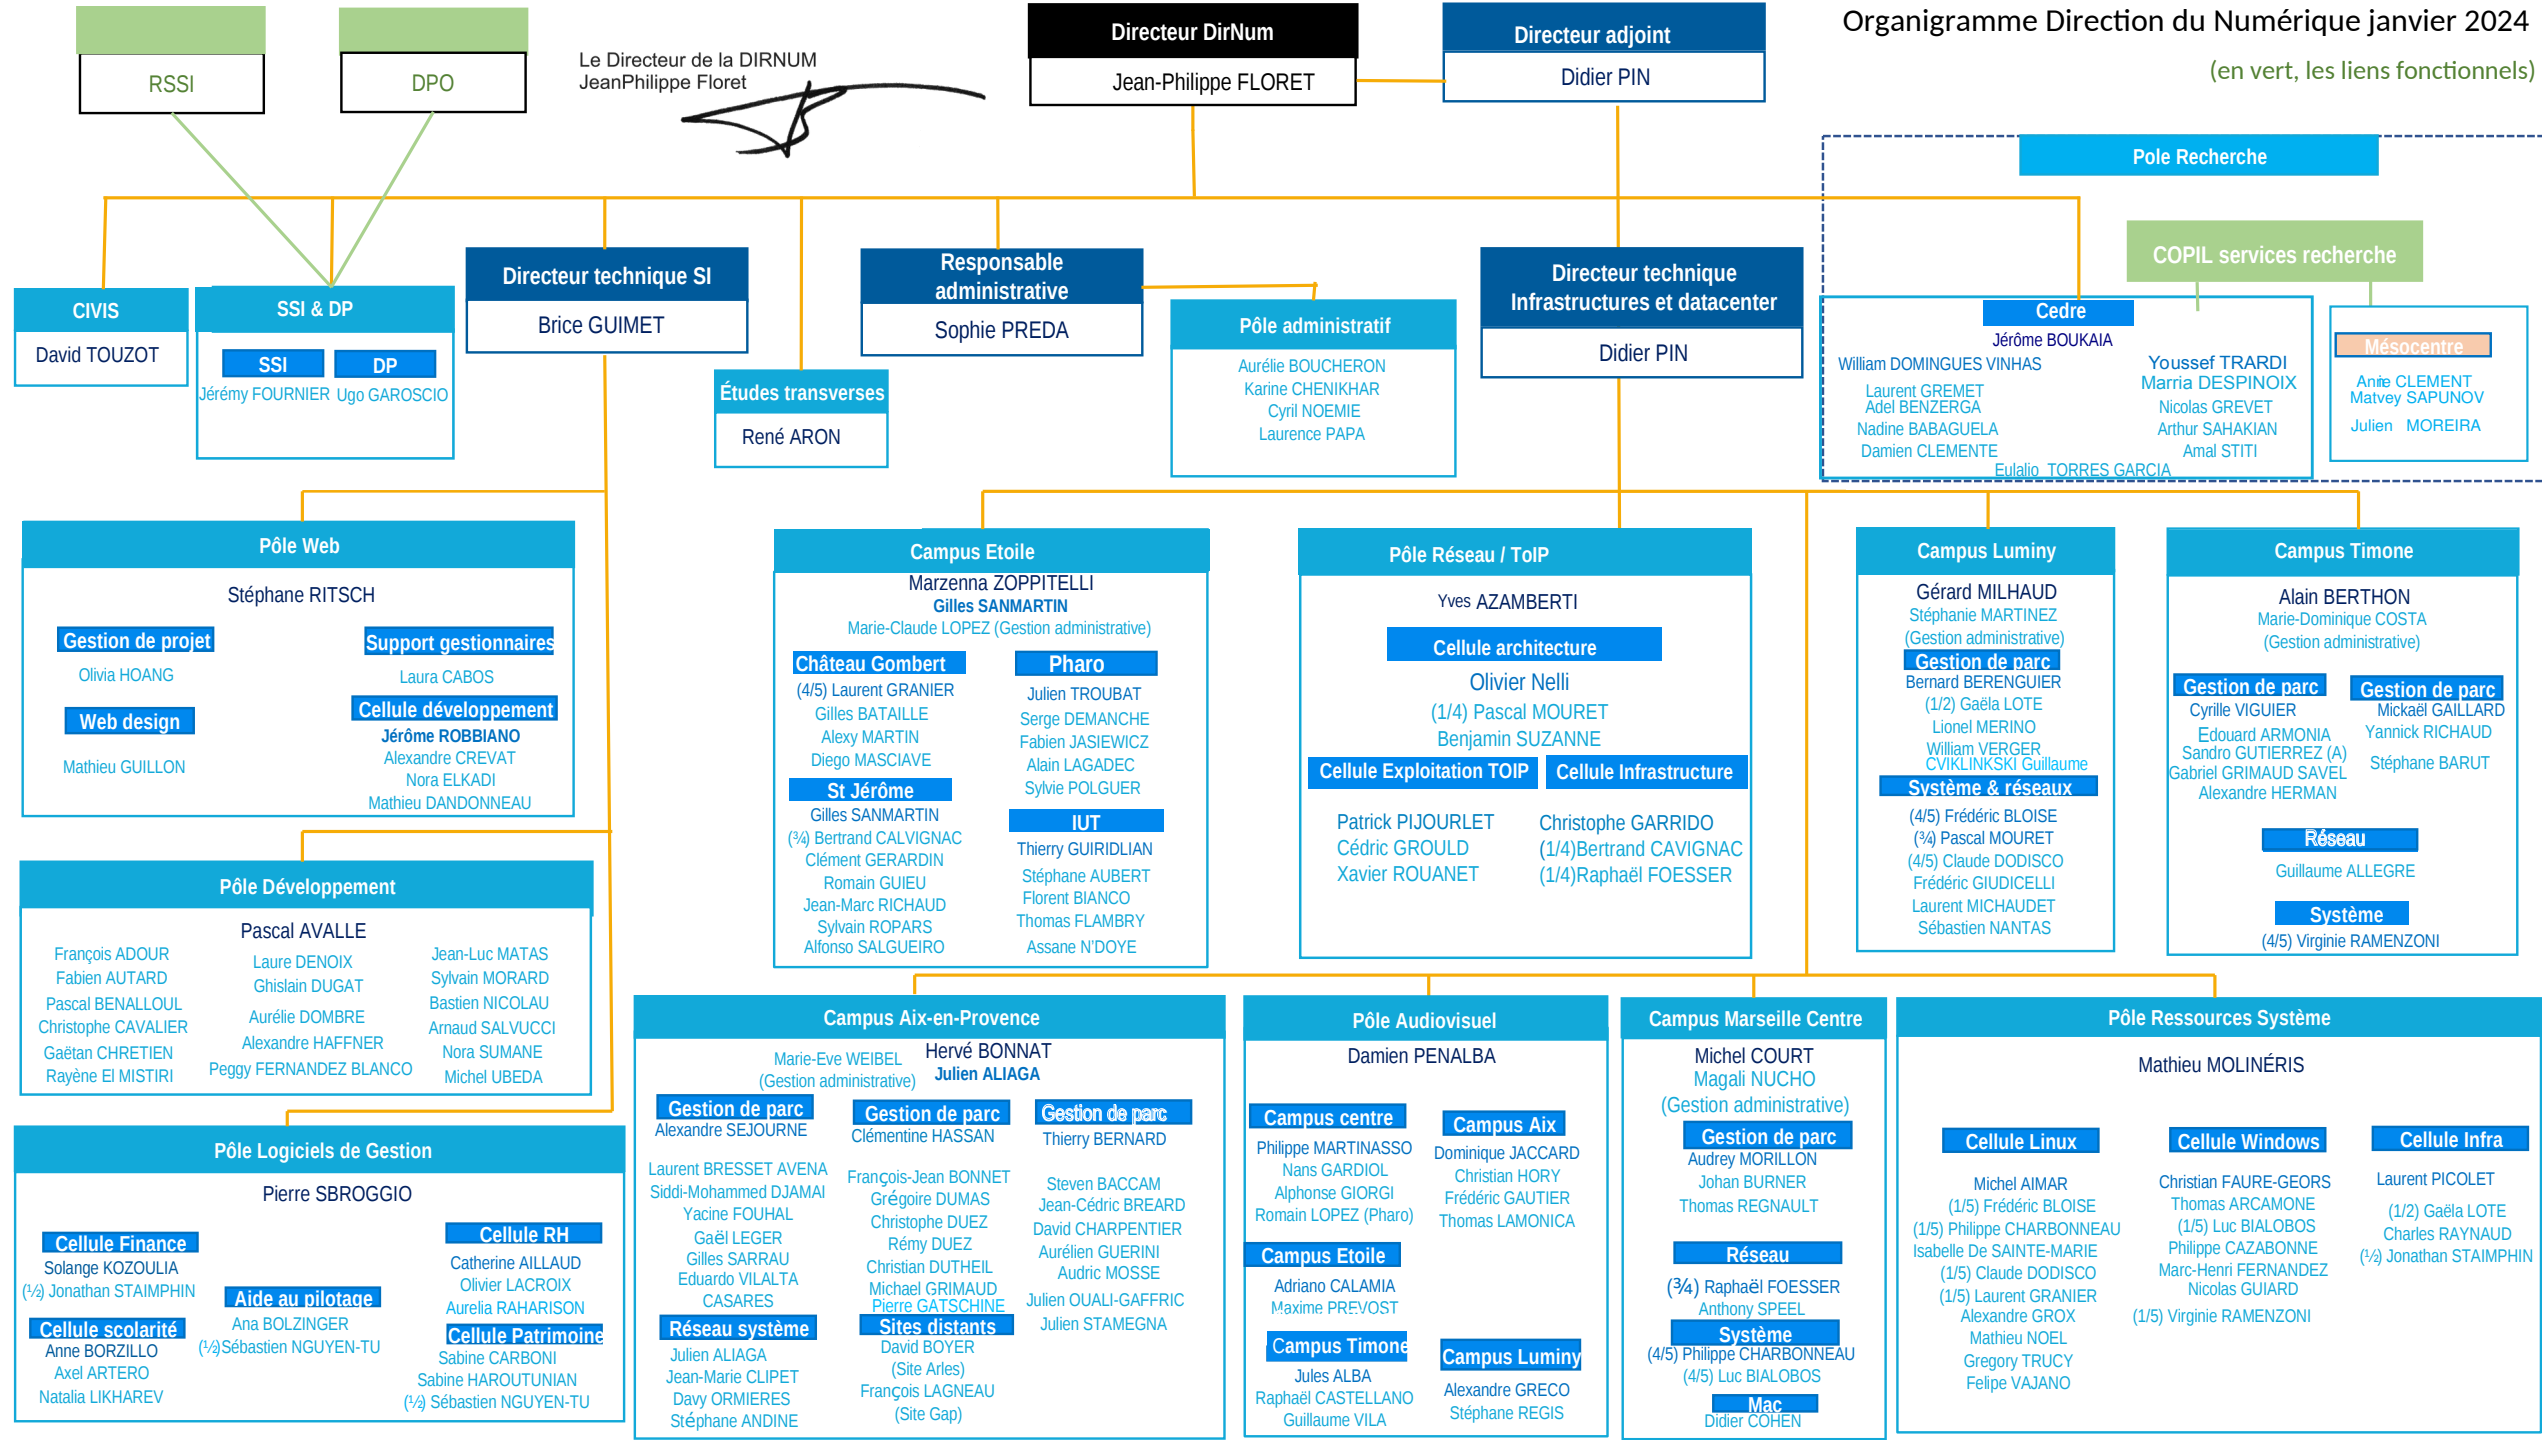 Organigramme Direction du Numérique janvier 2024
(en vert, les liens fonctionnels)
RSSI
DPO
Le Directeur de la DIRNUM
JeanPhilippe Floret
Directeur DirNum
Jean-Philippe FLORET
Directeur adjoint
Didier PIN
Pole Recherche
COPIL services recherche
CIVIS
David TOUZOT
SSI & DP
SSI
Jérémy FOURNIER
DP
Ugo GAROSCIO
Directeur technique SI
Brice GUIMET
Études transverses
René ARON
Responsable
administrative
Sophie PREDA
Pôle administratif
Aurélie BOUCHERON
Karine CHENIKHAR
Cyril NOEMIE
Laurence PAPA
Directeur technique
Infrastructures et datacenter
Didier PIN
Cedre
Jérôme BOUKAIA
William DOMINGUES VINHAS
Laurent GREMET
Adel BENZERGA
Nadine BABAGUELA
Damien CLEMENTE
Youssef TRARDI
Marria DESPINOIX
Nicolas GREVET
Arthur SAHAKIAN
Amal STITI
Eulalio TORRES GARCIA
Mésocentre
CLEMENT
Matvey SAPUNOV
Julien MOREIRA
Pôle Web
Stéphane RITSCH
Gestion de projet
Olivia HOANG
Web design
Mathieu GUILLON
Support gestionnaires
Laura CABOS
Cellule développement
Jérôme ROBBIANO
Alexandre CREVAT
Nora ELKADI
Mathieu DANDONNEAU
Pôle Développement
Pascal AVALLE
François ADOUR
Fabien AUTARD
Pascal BENALLOUL
Christophe CAVALIER
Gaëtan CHRETIEN
Rayène El MISTIRI
Laure DENOIX
Ghislain DUGAT
Aurélie DOMBRE
Alexandre HAFFNER
Peggy FERNANDEZ BLANCO
Jean-Luc MATAS
Sylvain MORARD
Bastien NICOLAU
Arnaud SALVUCCI
Nora SUMANE
Michel UBEDA
Pôle Logiciels de Gestion
Pierre SBROGGIO
Cellule Finance
Solange KOZOULIA
(½) Jonathan STAIMPHIN
Cellule scolarité
Anne BORZILLO
Axel ARTERO
Natalia LIKHAREV
Aide au pilotage
Ana BOLZINGER
(½)Sébastien NGUYEN-TU
Cellule RH
Catherine AILLAUD
Olivier LACROIX
Aurelia RAHARISON
Cellule Patrimoine
Sabine CARBONI
Sabine HAROUTUNIAN
(½) Sébastien NGUYEN-TU
Campus Etoile
Marzenna ZOPPITELLI
Gilles SANMARTIN
Marie-Claude LOPEZ (Gestion administrative)
Château Gombert
(4/5) Laurent GRANIER
Gilles BATAILLE
Alexy MARTIN
Diego MASCIAVE
St Jérôme
Gilles SANMARTIN
(¾) Bertrand CALVIGNAC
Clément GERARDIN
Romain GUIEU
Jean-Marc RICHAUD
Sylvain ROPARS
Alfonso SALGUEIRO
Pharo
Julien TROUBAT
Serge DEMANCHE
Fabien JASIEWICZ
Alain LAGADEC
Sylvie POLGUER
IUT
Thierry GUIRIDLIAN
Stéphane AUBERT
Florent BIANCO
Thomas FLAMBRY
Assane N'DOYE
Pôle Réseau / ToIP
Yves AZAMBERTI
Cellule architecture
Olivier Nelli
(1/4) Pascal MOURET
Benjamin SUZANNE
Cellule Exploitation TOIP
Patrick PIJOURLET
Cédric GROULD
Xavier ROUANET
Cellule Infrastructure
Christophe GARRIDO
(1/4)Bertrand CAVIGNAC
(1/4)Raphaël FOESSER
Campus Luminy
Gérard MILHAUD
Stéphanie MARTINEZ
(Gestion administrative)
Gestion de parc
Bernard BERENGUIER
(1/2) Gaëla LOTE
Lionel MERINO
William VERGER
CVIKLINKSKI Guillaume
Système & réseaux
(4/5) Frédéric BLOISE
(¾) Pascal MOURET
(4/5) Claude DODISCO
Frédéric GIUDICELLI
Laurent MICHAUDET
Sébastien NANTAS
Campus Timone
Alain BERTHON
Marie-Dominique COSTA
(Gestion administrative)
Gestion de parc
Cyrille VIGUIER
Edouard ARMONIA
Sandro GUTIERREZ (A)
Gabriel GRIMAUD SAVEL
Alexandre HERMAN
Gestion de parc
Mickaël GAILLARD
Yannick RICHAUD
Stéphane BARUT
Réseau
Guillaume ALLEGRE
Système
(4/5) Virginie RAMENZONI
Campus Aix-en-Provence
Hervé BONNAT
Julien ALIAGA
Marie-Eve WEIBEL
(Gestion administrative)
Gestion de parc
Alexandre SEJOURNE
Laurent BRESSET AVENA
Siddi-Mohammed DJAMAI
Yacine FOUHAL
Gaël LEGER
Gilles SARRAU
Eduardo VILALTA
CASARES
Réseau système
Julien ALIAGA
Jean-Marie CLIPET
Davy ORMIERES
Stéphane ANDINE
Gestion de parc
Clémentine HASSAN
François-Jean BONNET
Grégoire DUMAS
Christophe DUEZ
Rémy DUEZ
Christian DUTHEIL
Michael GRIMAUD
Pierre GATSCHINE
Sites distants
David BOYER
(Site Arles)
François LAGNEAU
(Site Gap)
Gestion de parc
Thierry BERNARD
Steven BACCAM
Jean-Cédric BREARD
David CHARPENTIER
Aurélien GUERINI
Audric MOSSE
Julien OUALI-GAFFRIC
Julien STAMEGNA
Pôle Audiovisuel
Damien PENALBA
Campus centre
Philippe MARTINASSO
Nans GARDIOL
Alphonse GIORGI
Romain LOPEZ (Pharo)
Campus Aix
Dominique JACCARD
Christian HORY
Frédéric GAUTIER
Thomas LAMONICA
Campus Etoile
Adriano CALAMIA
Maxime PREVOST
Campus Timone
Jules ALBA
Raphaël CASTELLANO
Guillaume VILA
Campus Luminy
Alexandre GRECO
Stéphane REGIS
Campus Marseille Centre
Michel COURT
Magali NUCHO
(Gestion administrative)
Gestion de parc
Audrey MORILLON
Johan BURNER
Thomas REGNAULT
Réseau
(¾) Raphaël FOESSER
Anthony SPEEL
Système
(4/5) Philippe CHARBONNEAU
(4/5) Luc BIALOBOS
Mac
Didier COHEN
Pôle Ressources Système
Mathieu MOLINÉRIS
Cellule Linux
Michel AIMAR
(1/5) Frédéric BLOISE
(1/5) Philippe CHARBONNEAU
Isabelle De SAINTE-MARIE
(1/5) Claude DODISCO
(1/5) Laurent GRANIER
Alexandre GROX
Mathieu NOEL
Gregory TRUCY
Felipe VAJANO
Cellule Windows
Christian FAURE-GEORS
Thomas ARCAMONE
(1/5) Luc BIALOBOS
Philippe CAZABONNE
Marc-Henri FERNANDEZ
Nicolas GUIARD
(1/5) Virginie RAMENZONI
Cellule Infra
Laurent PICOLET
(1/2) Gaëla LOTE
Charles RAYNAUD
(½) Jonathan STAIMPHIN